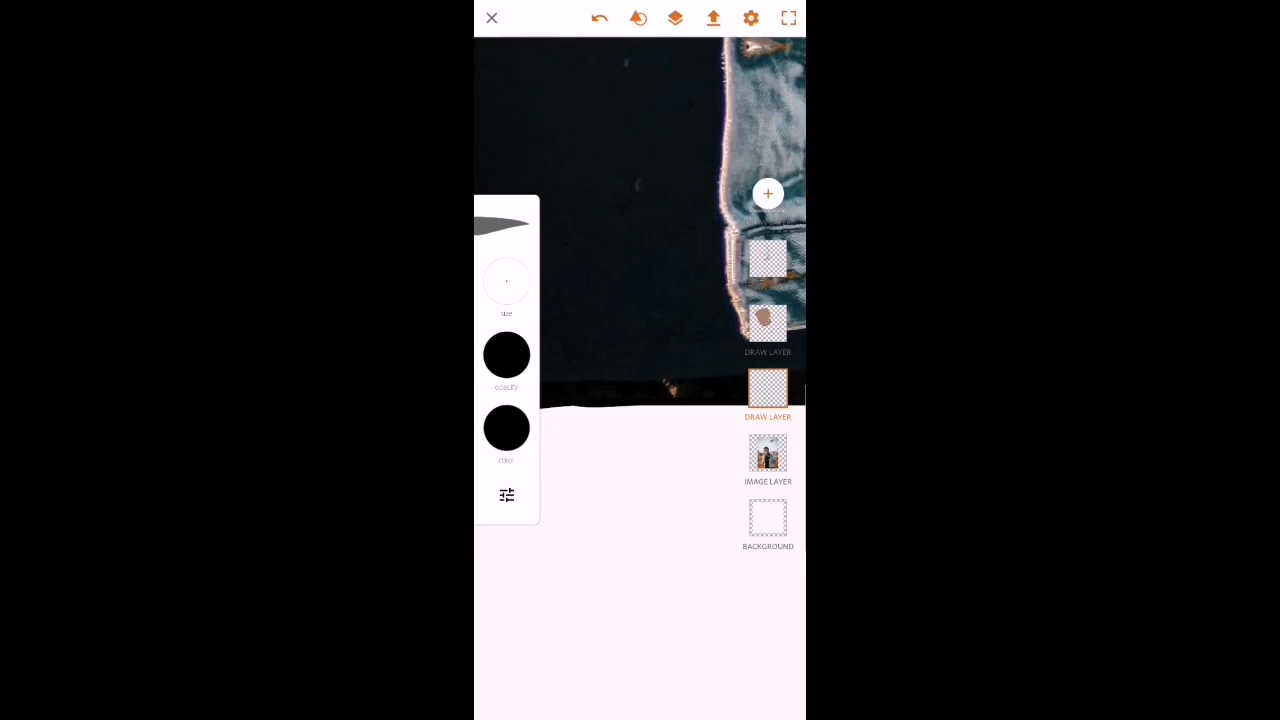 size
DRAW LAYER
opacity
DRAW LAYER
color
IMAGE LAYER
BACKGROUND